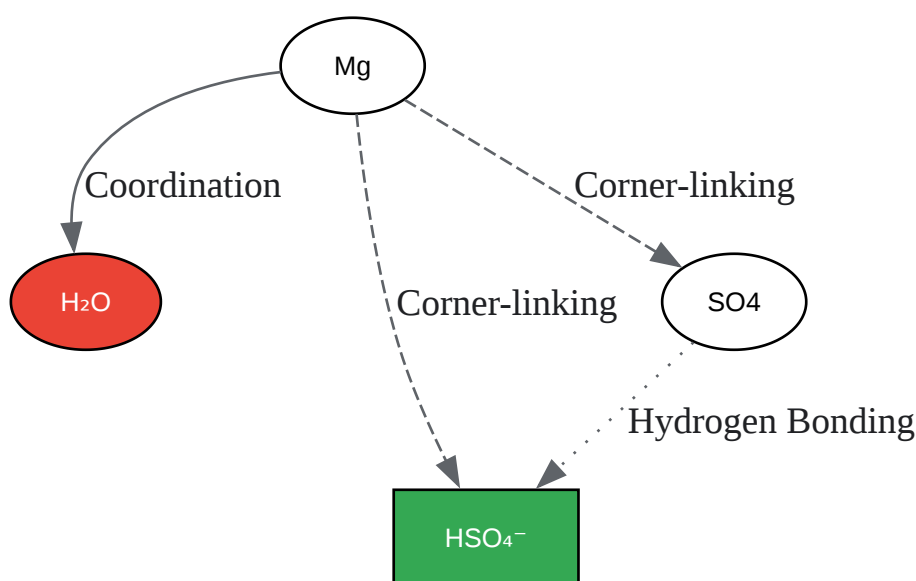 Mg
Coordination
Corner-linking
H₂O
Corner-linking
SO4
Hydrogen Bonding
HSO₄⁻